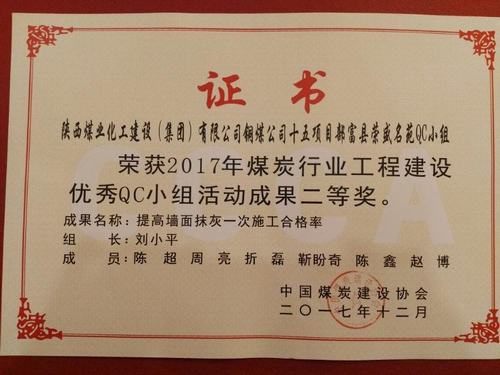 证书
陕西煤业化工建设（集团）有限公司铜煤公司十五项目部富县荣威名苑QC小组
荣获2017年煤炭行业工程建设
优秀QC小组活动成果二等奖。
成果名称：提高墙面抹灰一次施工合格率
组 长：刘小平
成 员：陈 超 周 亮 折 磊 靳盼奇 陈 鑫 赵 博
中国煤炭建设协会
二〇一七年十二月